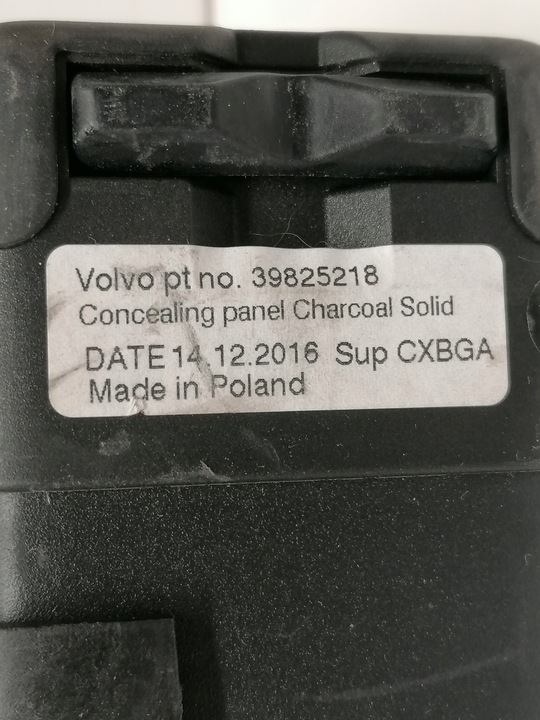 Volvo pt no. 39825218
Concealing panel Charcoal Solid
DATE 14.12.2016 Sup CXBGA
Made in Poland